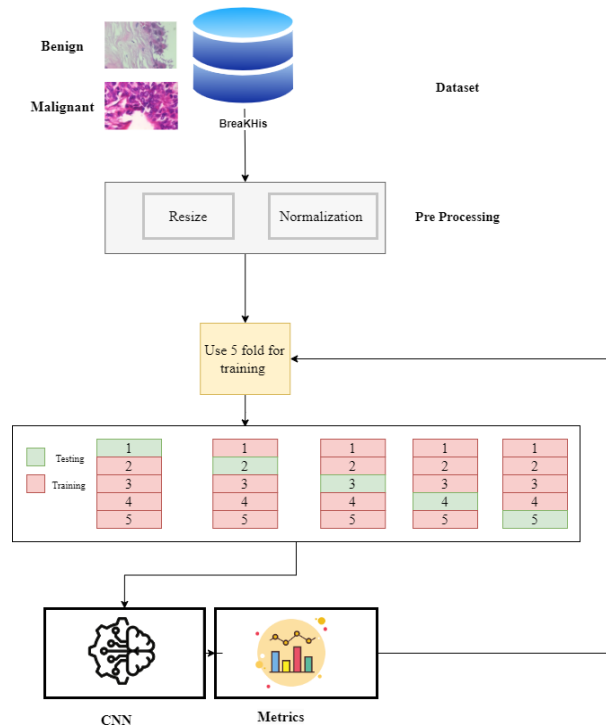 Benign
Malignant
BreaKHis
Dataset
Resize
Normalization
Pre Processing
Use 5 fold for
training
Testing
Training
1 1 1 1 1
2 2 2 2 2
3 3 3 3 3
4 4 4 4 4
5 5 5 5 5
CNN
Metrics